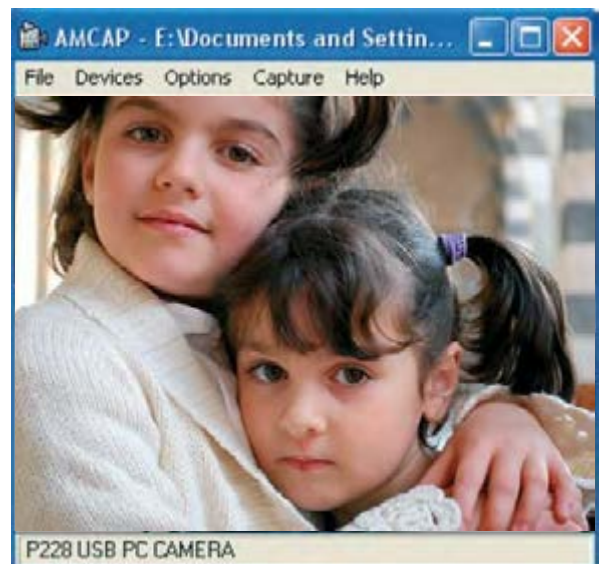 AMCAP - E:\Documents and Settin...
File Devices Options Capture Help
P228 USB PC CAMERA